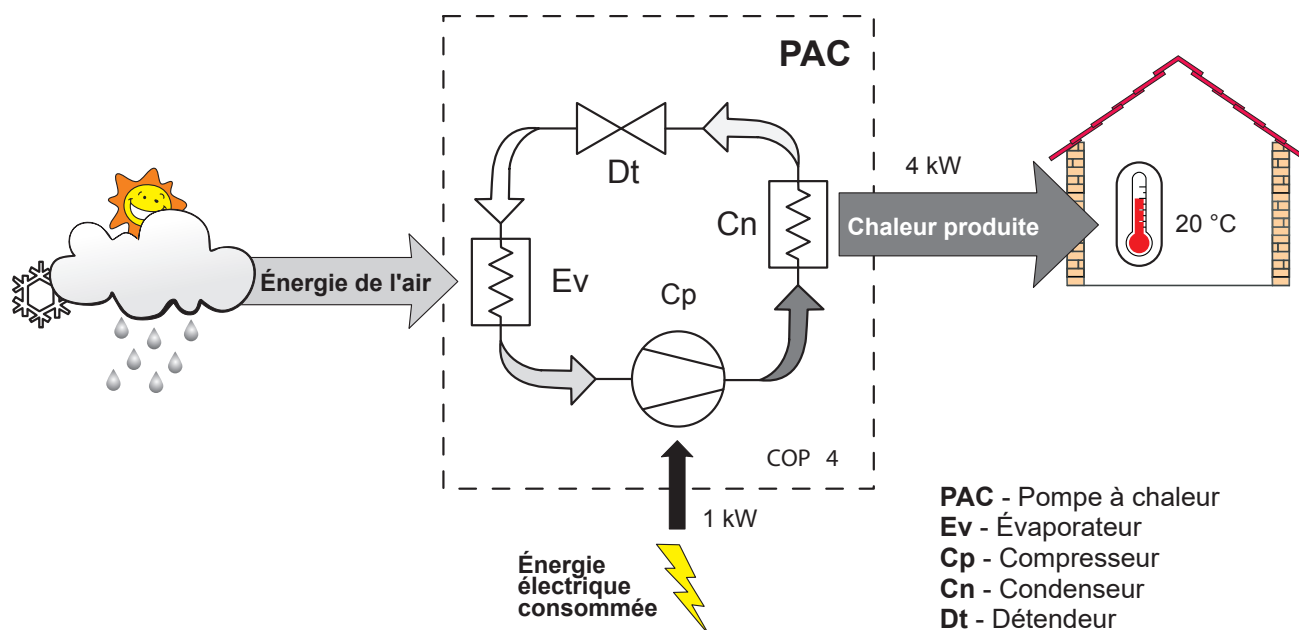 PAC
Dt
4 kW
Cn
Chaleur produite
20 °C
Énergie de l'air
Ev
Cp
COP 4
1 kW
Énergie
électrique
consommée
PAC - Pompe à chaleur
Ev - Évaporateur
Cp - Compresseur
Cn - Condenseur
Dt - Détendeur